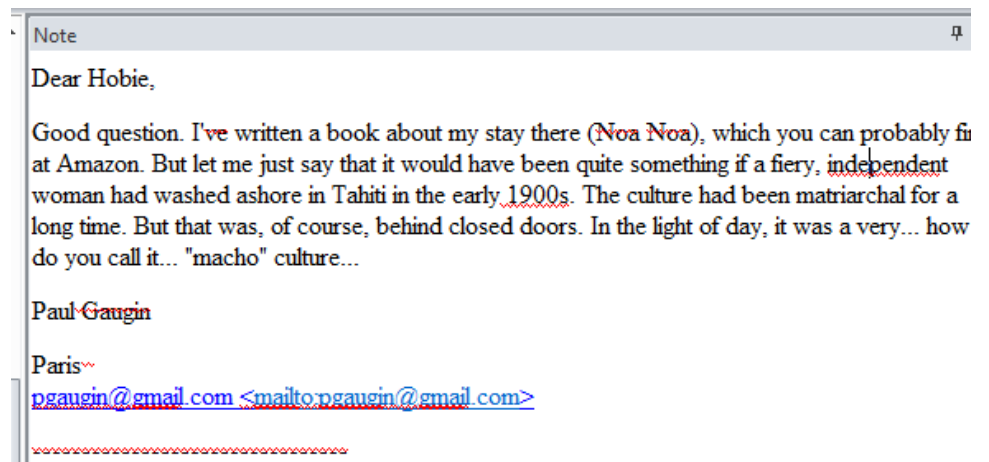 Note
Dear Hobie,
Good question. I've written a book about my stay there (Noa Noa), which you can probably fi
at Amazon. But let me just say that it would have been quite something if a fiery, independent
woman had washed ashore in Tahiti in the early 1900s. The culture had been matriarchal for a
long time. But that was, of course, behind closed doors. In the light of day, it was a very... how
do you call it... "macho" culture...
Paul Gaugin
Paris
pgaugin@gmail.com <mailto:pgaugin@gmail.com>
--------------------------------